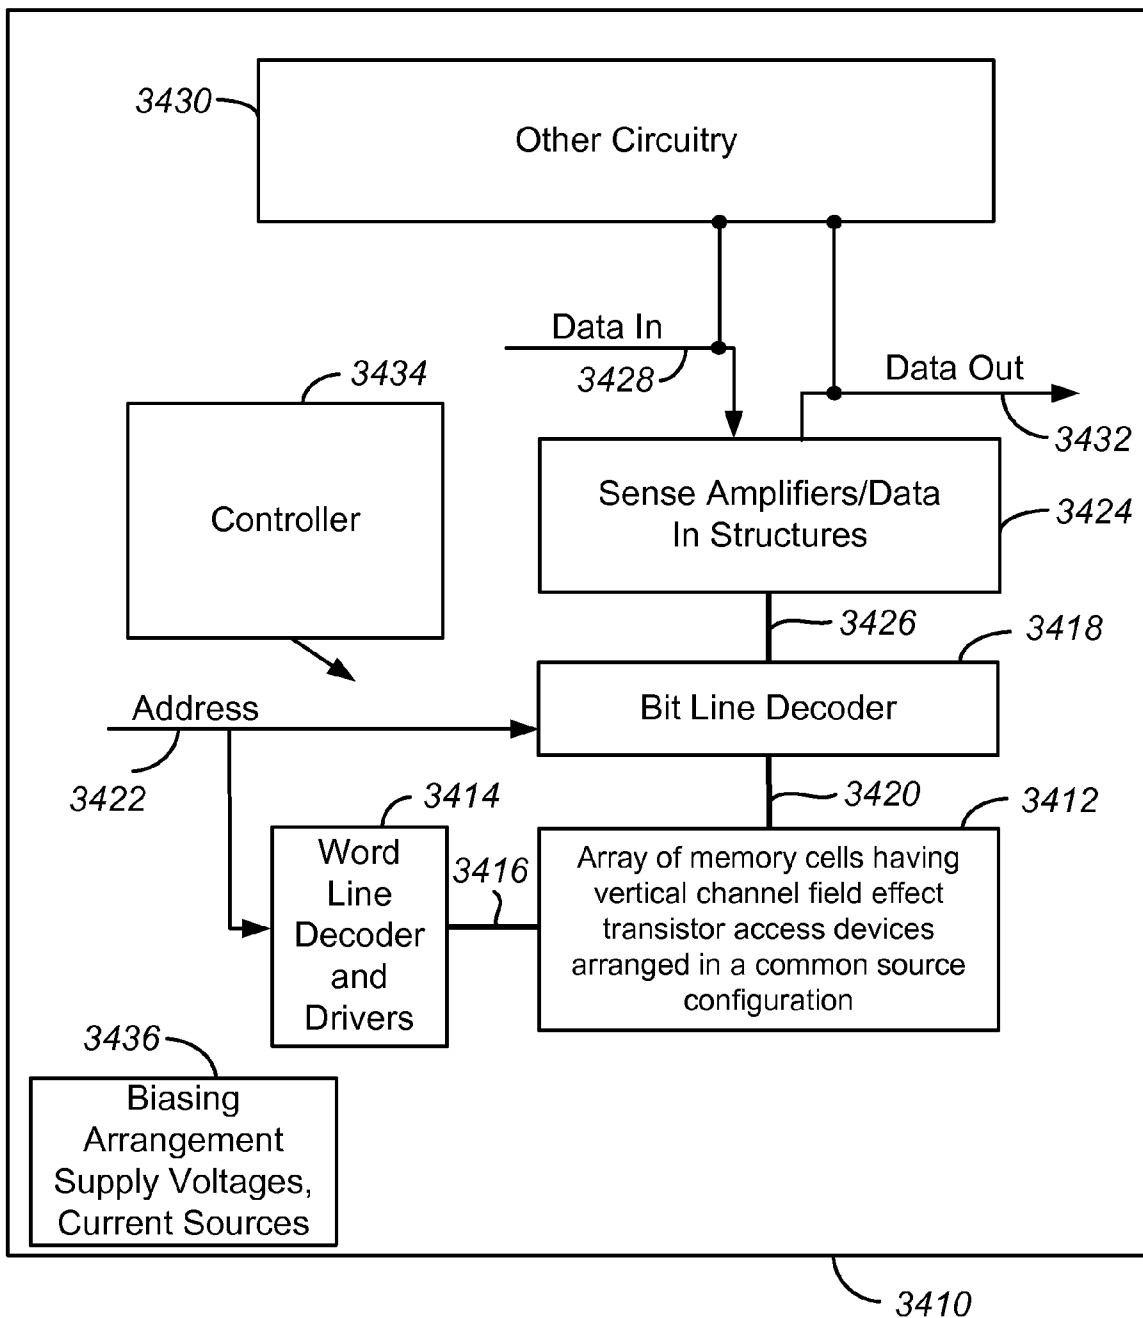 3430
Other Circuitry
Data In
3428
3434
Data Out
3432
Controller
Sense Amplifiers/Data
In Structures
3424
3426
3418
Address
Bit Line Decoder
3422
3414
3420
3412
Word
Line
Decoder
and
Drivers
3416
Array of memory cells having
vertical channel field effect
transistor access devices
arranged in a common source
configuration
3436
Biasing
Arrangement
Supply Voltages,
Current Sources
3410